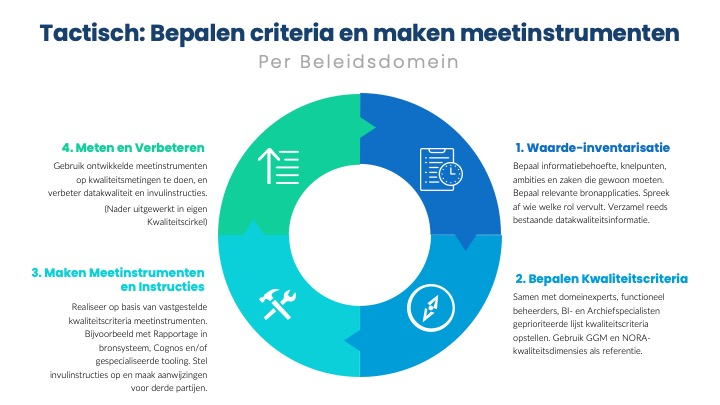 Tactisch: Bepalen criteria en maken meetinstrumenten
Per Beleidsdomein
1. Waarde-inventarisatie
Bepaal informatiebehoefte, knelpunten,
ambities en zaken die gewoon moeten.
Bepaal relevante bronapplicaties. Spreek
af wie welke rol vervult. Verzamel reeds
bestaande datakwaliteitsinformatie.
2. Bepalen Kwaliteitscriteria
Samen met domeinexperts, functioneel
beheerders, BI- en Archiefspecialisten
geprioriteerde lijst kwaliteitscriteria
opstellen. Gebruik GGM en NORA-
kwaliteitsdimensies als referentie.
3. Maken Meetinstrumenten
en Instructies
Realiseer op basis van vastgestelde
kwaliteitscriteria meetinstrumenten.
Bijvoorbeeld met Rapportage in
bronsysteem, Cognos en/of
gespecialiseerde tooling. Stel
invulinstructies op en maak aanwijzingen
voor derde partijen.
4. Meten en Verbeteren
Gebruik ontwikkelde meetinstrumenten
op kwaliteitsmetingen te doen, en
verbeter datakwaliteit en invulinstructies.
(Nader uitgewerkt in eigen
Kwaliteitscirkel)